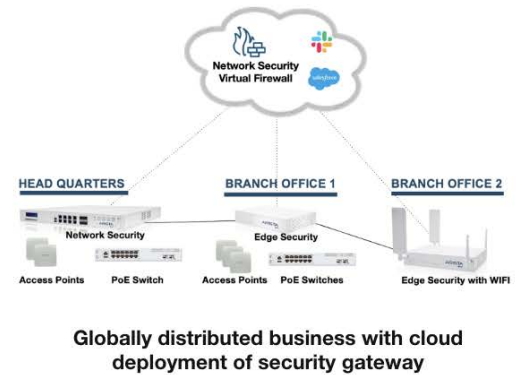 Network Security
Virtual Firewall
salesforce
HEAD QUARTERS
BRANCH OFFICE 1
BRANCH OFFICE 2
Network Security
Edge Security
Access Points
PoE Switch
Access Points
PoE Switches
Edge Security with WIFI
Globally distributed business with cloud
deployment of security gateway